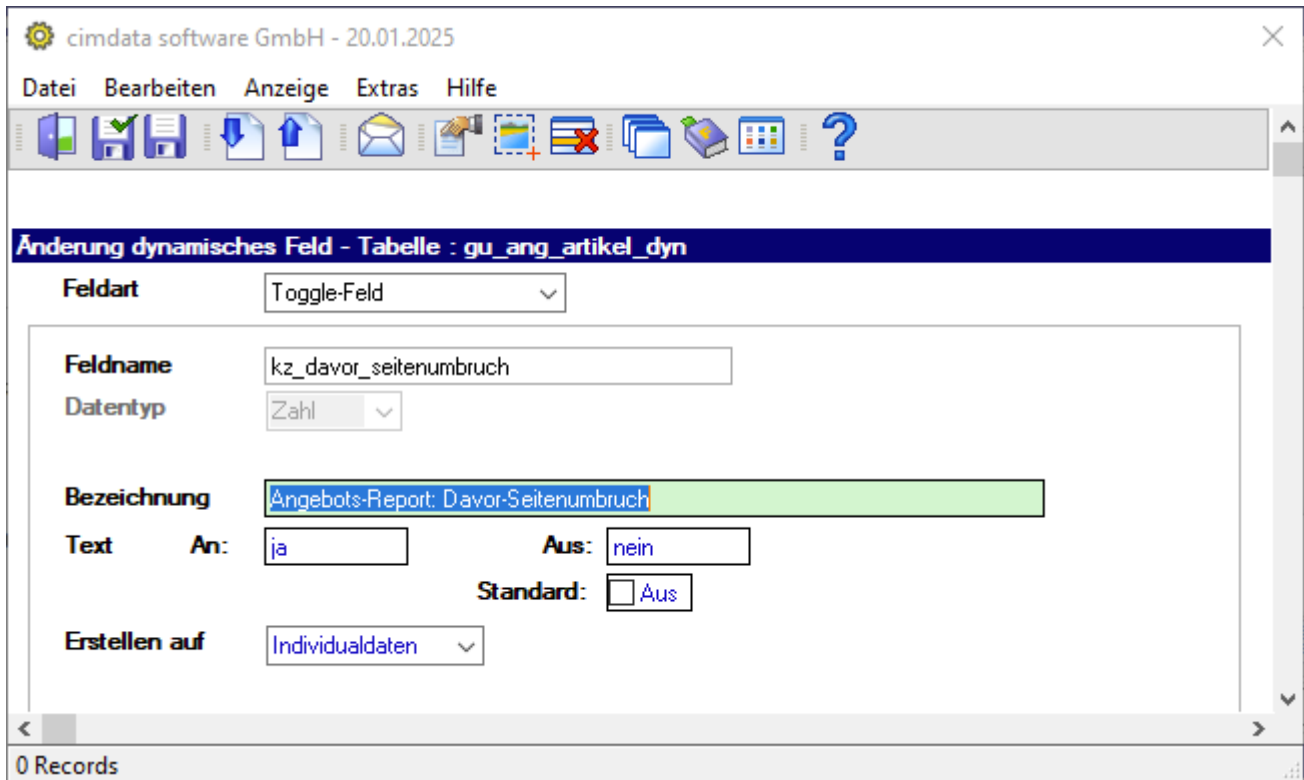 cimdata software GmbH - 20.01.2025
Datei Bearbeiten Anzeige Extras Hilfe
Änderung dynamisches Feld - Tabelle : gu_ang_artikel_dyn
Feldart Toggle-Feld
Feldname kz_davor_seitenumbruch
Datentyp Zahl
Bezeichnung Angebots-Report: Davor-Seitenumbruch
Text An: ja Aus: nein
Standard: Aus
Erstellen auf Individualdaten
0 Records